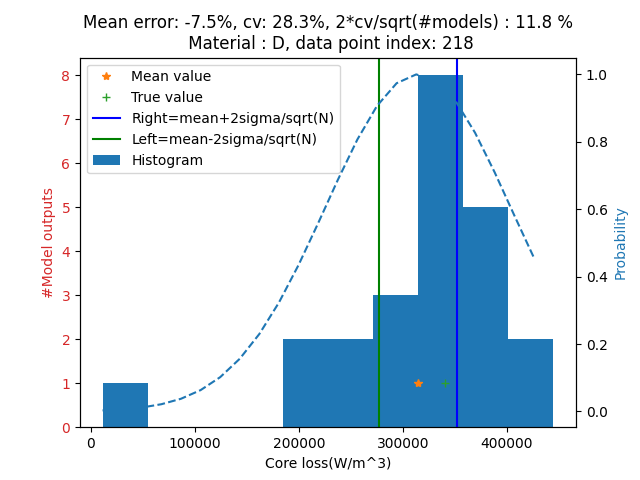 Mean error: -7.5%, cv: 28.3%, 2*cv/sqrt(#models) : 11.8 %
Material : D, data point index: 218
Mean value
True value
Right=mean+2sigma/sqrt(N)
Left=mean-2sigma/sqrt(N)
Histogram
#Model outputs
8
7
6
5
4
3
2
1
0
1.0
0.8
0.6
0.4
0.2
0.0
Probability
0
100000
200000
300000
400000
Core loss(W/m^3)